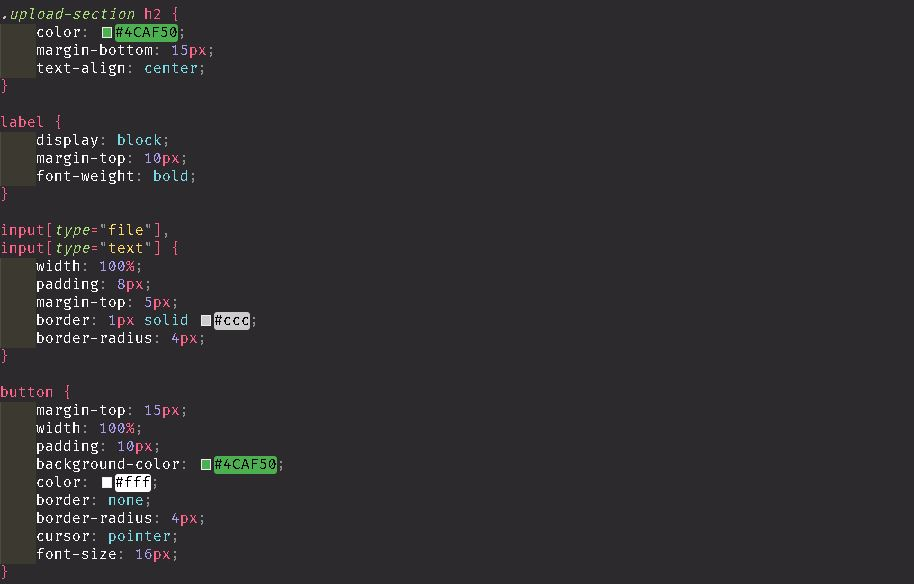 .upload-section h2 {
    color: #4CAF50;
    margin-bottom: 15px;
    text-align: center;
}

label {
    display: block;
    margin-top: 10px;
    font-weight: bold;
}

input[type="file"],
input[type="text"] {
    width: 100%;
    padding: 8px;
    margin-top: 5px;
    border: 1px solid #ccc;
    border-radius: 4px;
}

button {
    margin-top: 15px;
    width: 100%;
    padding: 10px;
    background-color: #4CAF50;
    color: #fff;
    border: none;
    border-radius: 4px;
    cursor: pointer;
    font-size: 16px;
}